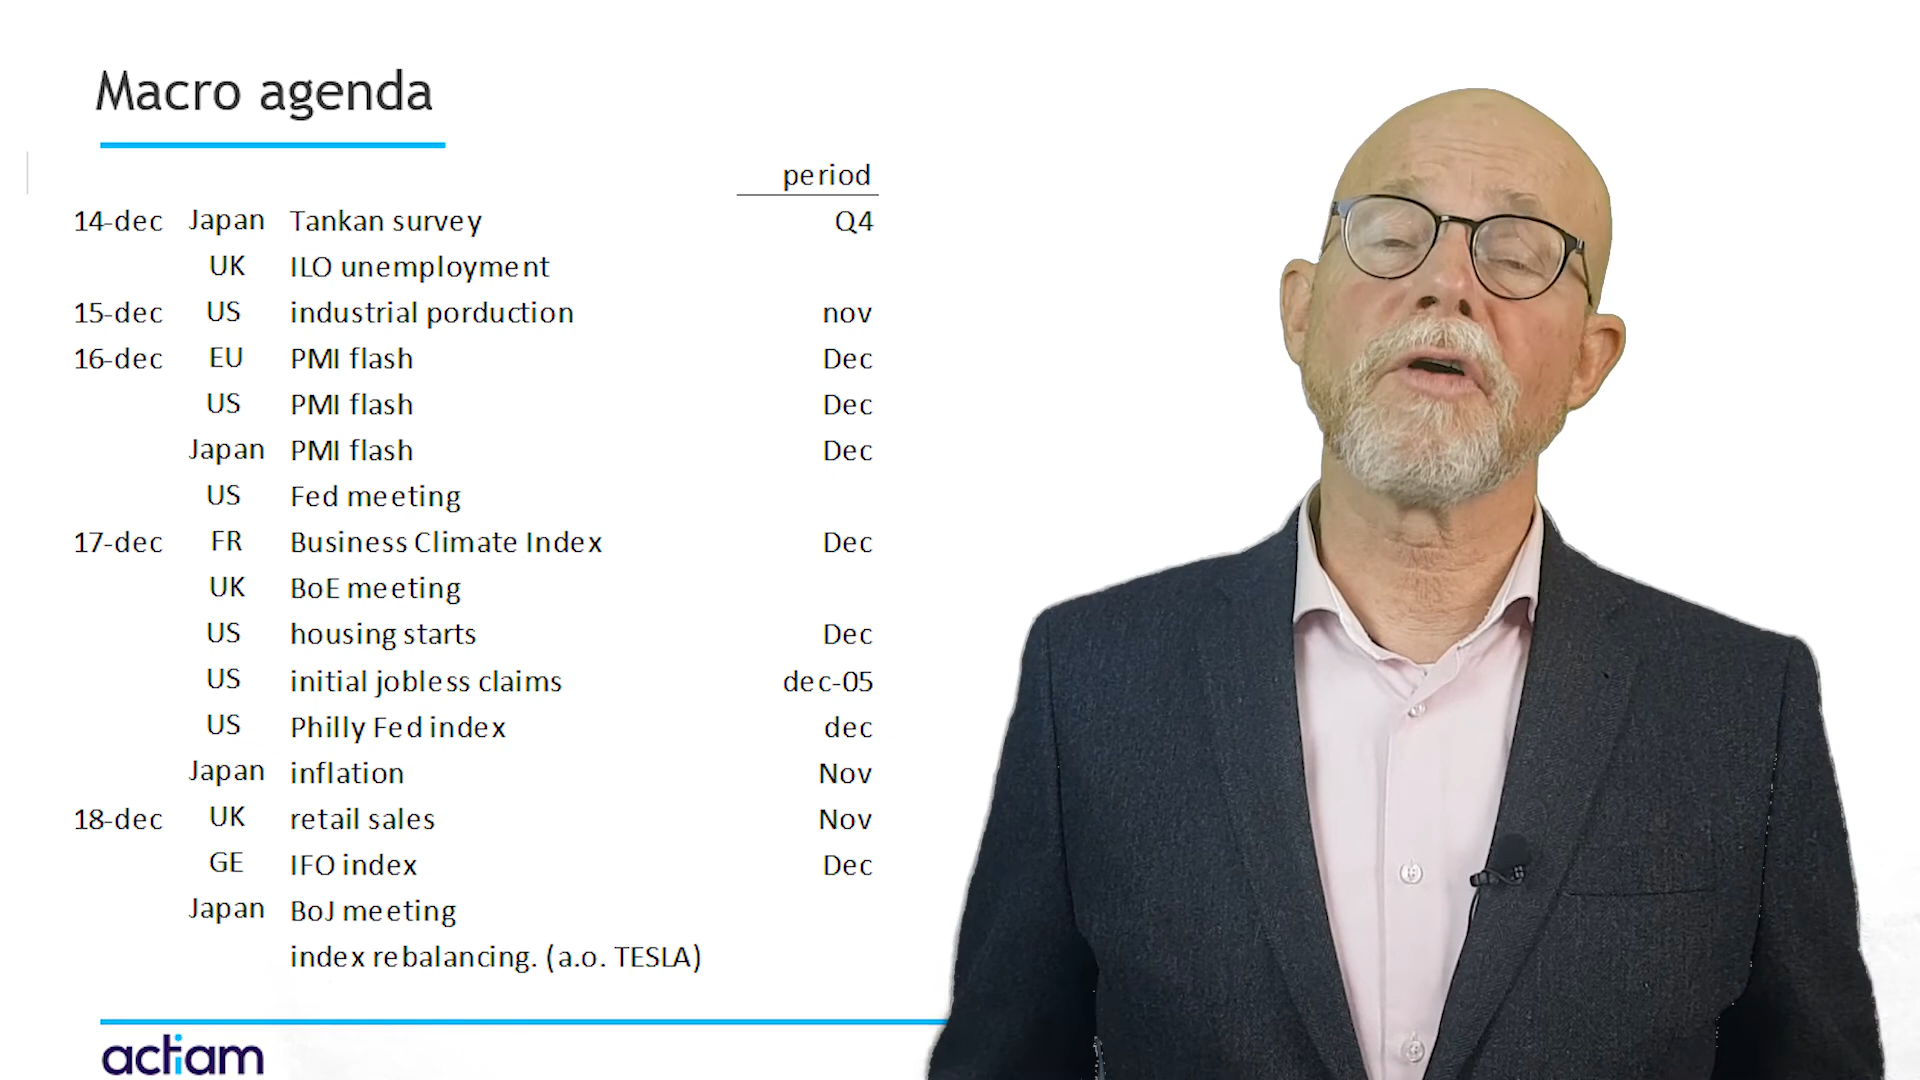 Macro agenda
period
14-dec Japan Tankan survey Q4
UK ILO unemployment
15-dec US industrial porduction nov
16-dec EU PMI flash Dec
US PMI flash Dec
Japan PMI flash Dec
US Fed meeting
17-dec FR Business Climate Index Dec
UK BoE meeting
US housing starts Dec
US initial jobless claims dec-05
US Philly Fed index dec
Japan inflation Nov
18-dec UK retail sales Nov
GE IFO index Dec
Japan BoJ meeting
index rebalancing. (a.o. TESLA)
actiam